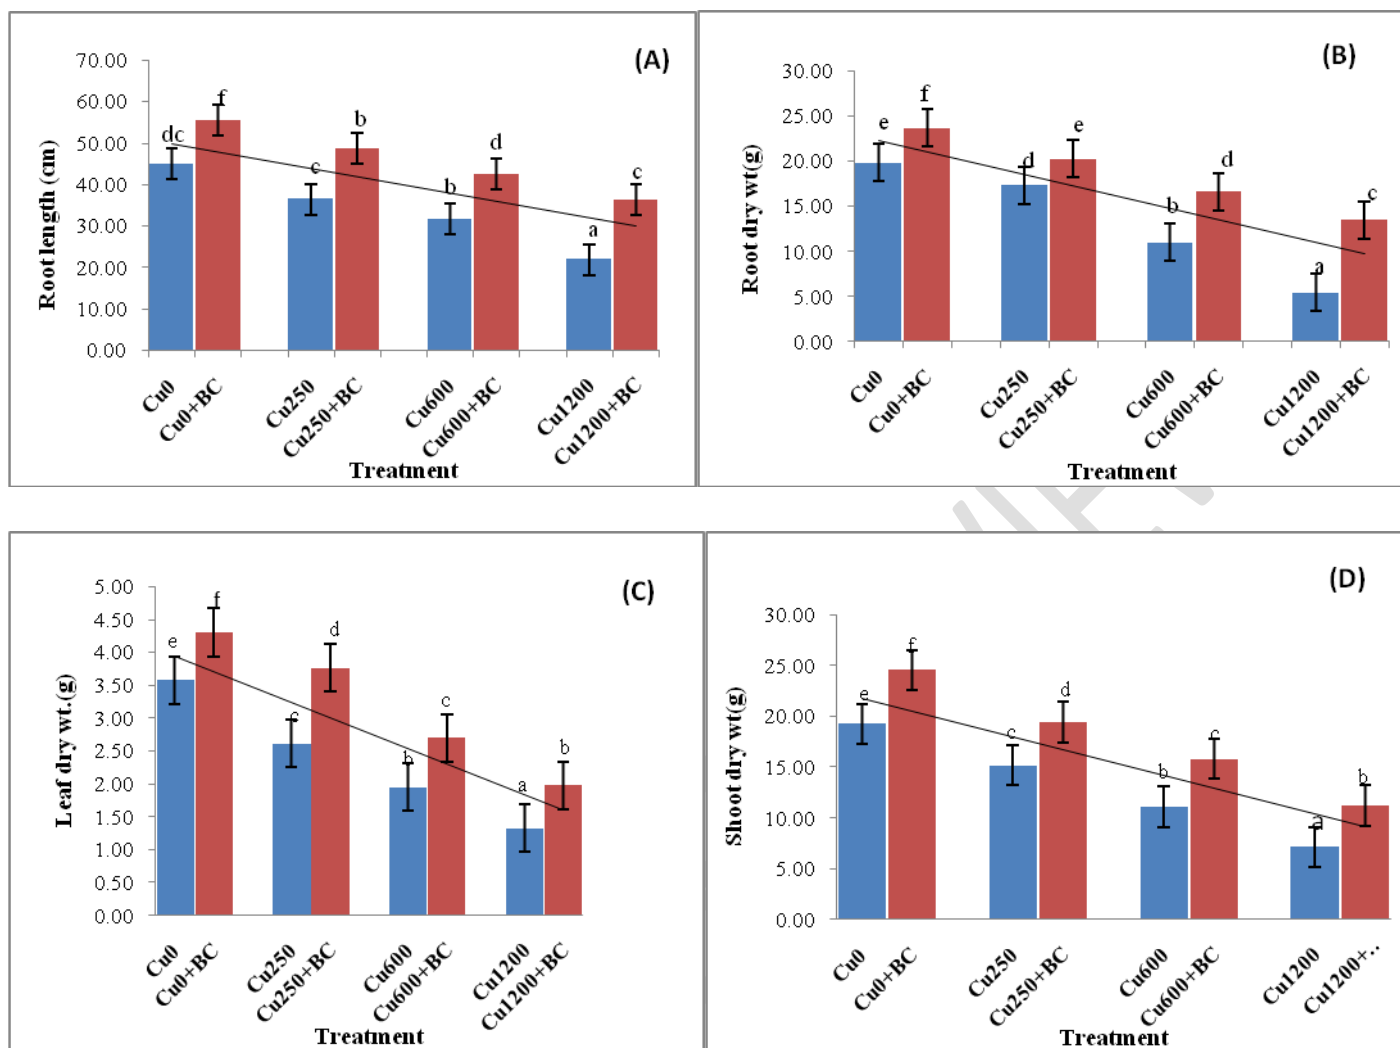 (A)
70.00
60.00
50.00
40.00
30.00
20.00
10.00
0.00
Root length (cm)
dc
f
c
b
b
d
a
c
Cu0
Cu0+BC
Cu250
Cu250+BC
Cu600
Cu600+BC
Cu1200
Cu1200+BC
Treatment
(B)
30.00
25.00
20.00
15.00
10.00
5.00
0.00
Root dry wt(g)
e
f
d
e
b
d
a
c
Cu0
Cu0+BC
Cu250
Cu250+BC
Cu600
Cu600+BC
Cu1200
Cu1200+BC
Treatment
(C)
5.00
4.50
4.00
3.50
3.00
2.50
2.00
1.50
1.00
0.50
0.00
Leaf dry wt.(g)
e
f
c
d
b
c
a
b
Cu0
Cu0+BC
Cu250
Cu250+BC
Cu600
Cu600+BC
Cu1200
Cu1200+BC
Treatment
(D)
30.00
25.00
20.00
15.00
10.00
5.00
0.00
Shoot dry wt(g)
e
f
c
d
b
c
a
b
Cu0
Cu0+BC
Cu250
Cu250+BC
Cu600
Cu600+BC
Cu1200
Cu1200+..
Treatment